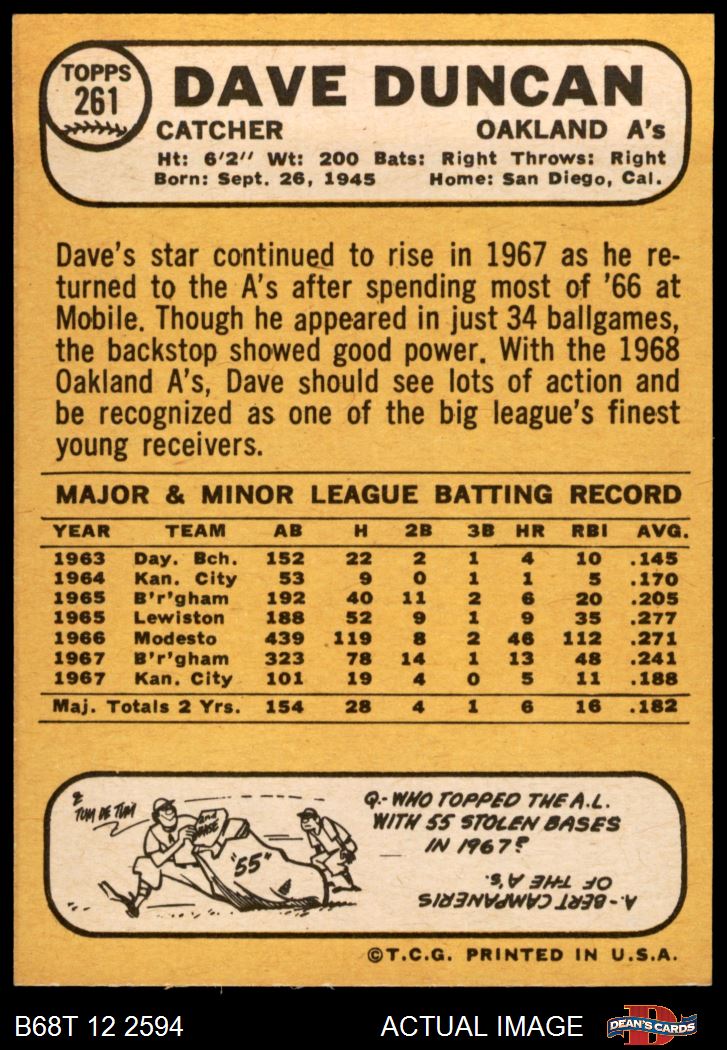 TOPPS
261
DAVE DUNCAN
CATCHER OAKLAND A's
Ht: 6'2" Wt: 200 Bats: Right Throws: Right
Born: Sept. 26, 1945 Home: San Diego, Cal.
Dave's star continued to rise in 1967 as he re-
turned to the A's after spending most of '66 at
Mobile. Though he appeared in just 34 ballgames,
the backstop showed good power. With the 1968
Oakland A's, Dave should see lots of action and
be recognized as one of the big league's finest
young receivers.
MAJOR & MINOR LEAGUE BATTING RECORD
YEAR TEAM AB H 2B 3B HR RBI AVG.
1963 Day. Bch. 152 22 2 1 4 10 .145
1964 Kan. City 53 9 0 1 1 5 .170
1965 B'r'gham 192 40 11 2 6 20 .205
1965 Lewiston 188 52 9 1 9 35 .277
1966 Modesto 439 119 8 2 46 112 .271
1967 B'r'gham 323 78 14 1 13 48 .241
1967 Kan. City 101 19 4 0 5 11 .188
Maj. Totals 2 Yrs. 154 28 4 1 6 16 .182
TUM DE TUM
2nd
BASE
"55"
Q.- WHO TOPPED THE A.L.
WITH 55 STOLEN BASES
IN 1967?
A.- BERT CAMPANERIS
OF THE A'S.
©T.C.G. PRINTED IN U.S.A.
B68T 12 2594 ACTUAL IMAGE
DEAN'S CARDS